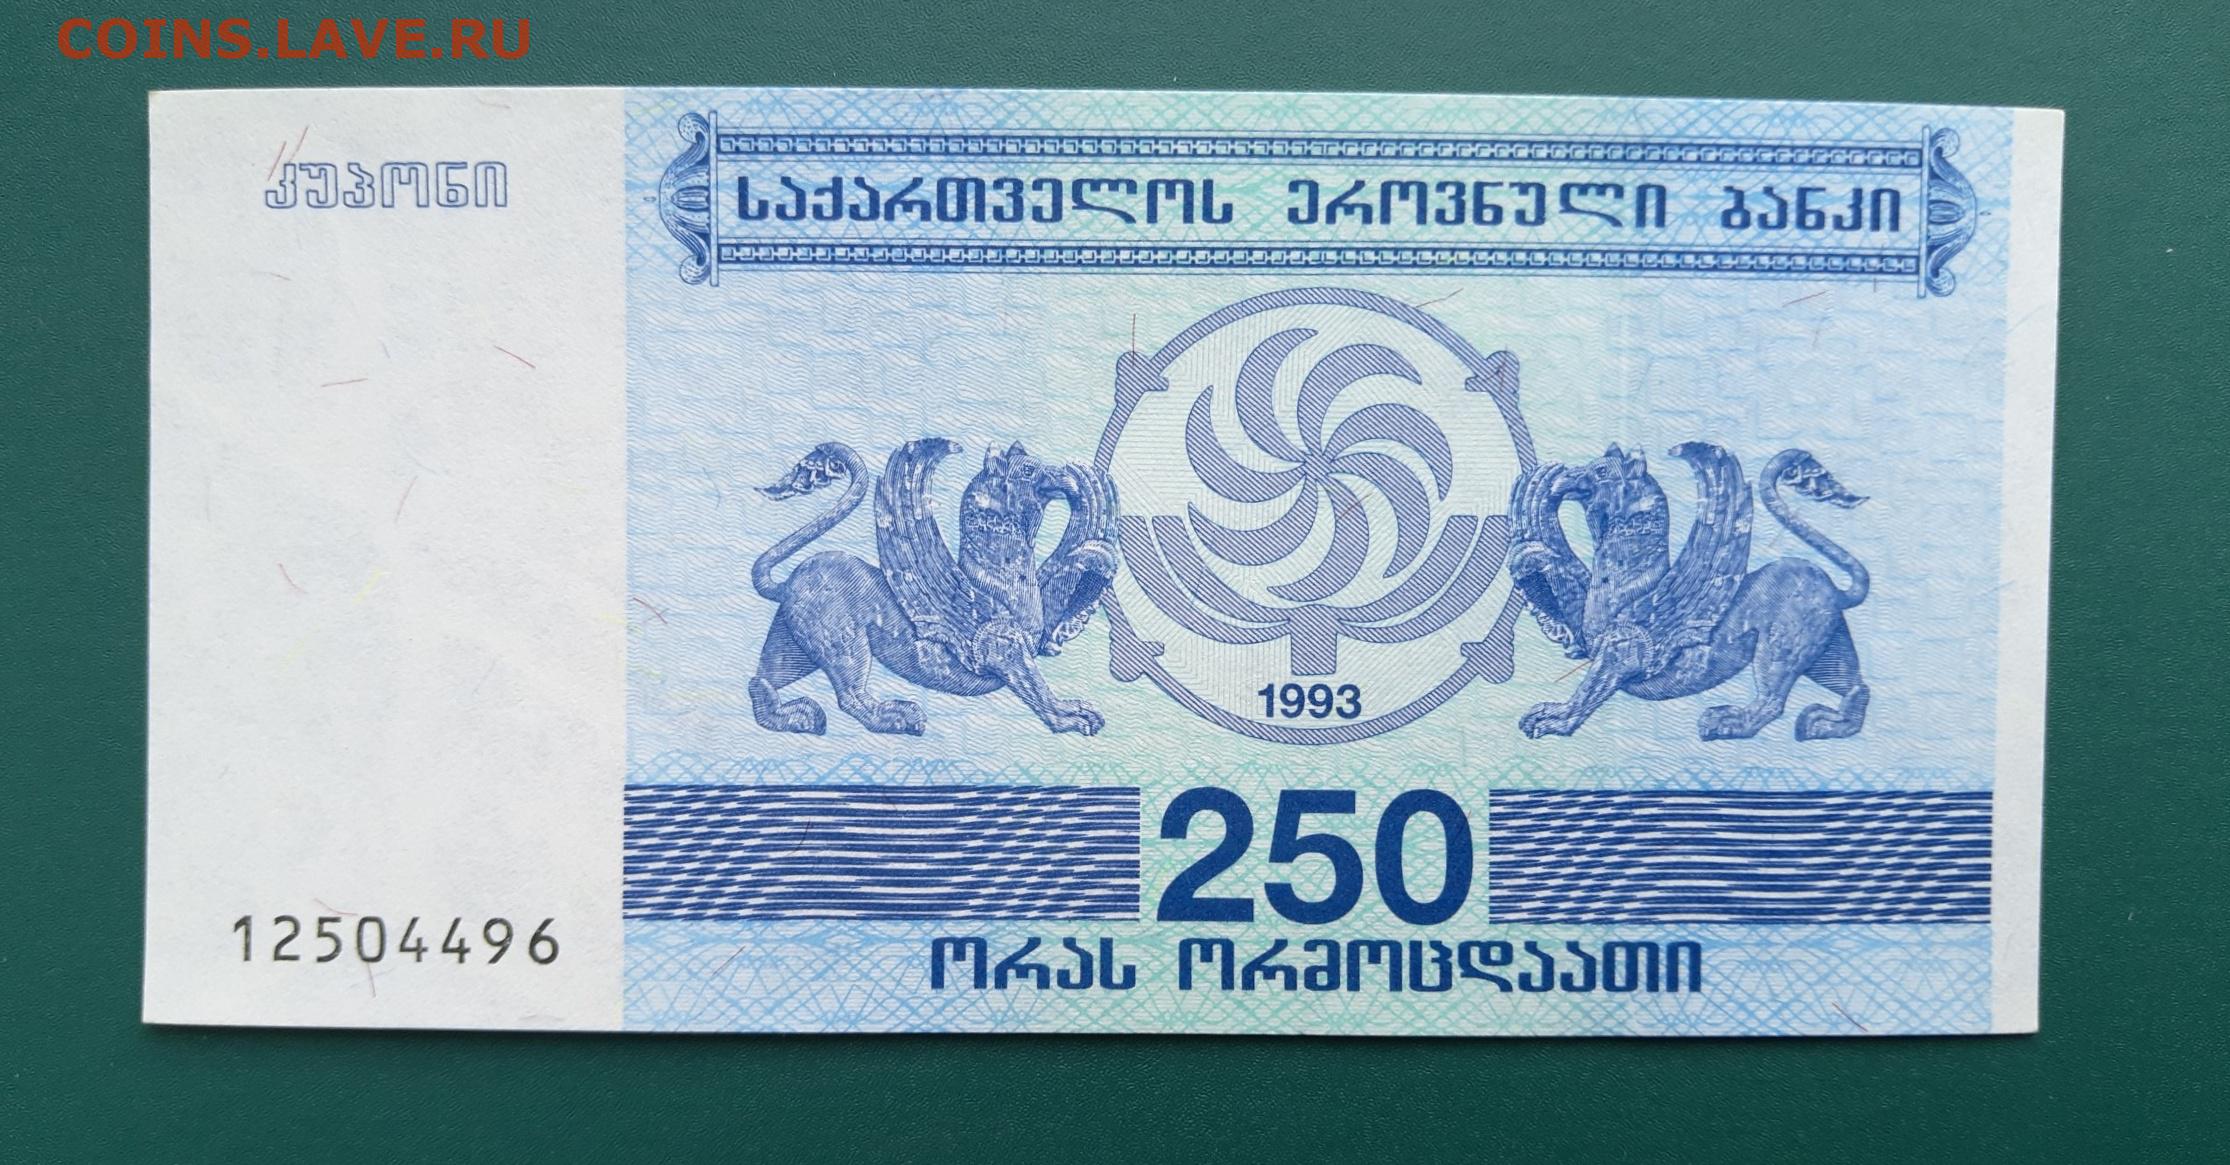 COINS.LAVE.RU
კუპონი
საქართველოს ეროვნული ბანკი
1993
250
12504496
ორას ორმოცდაათი